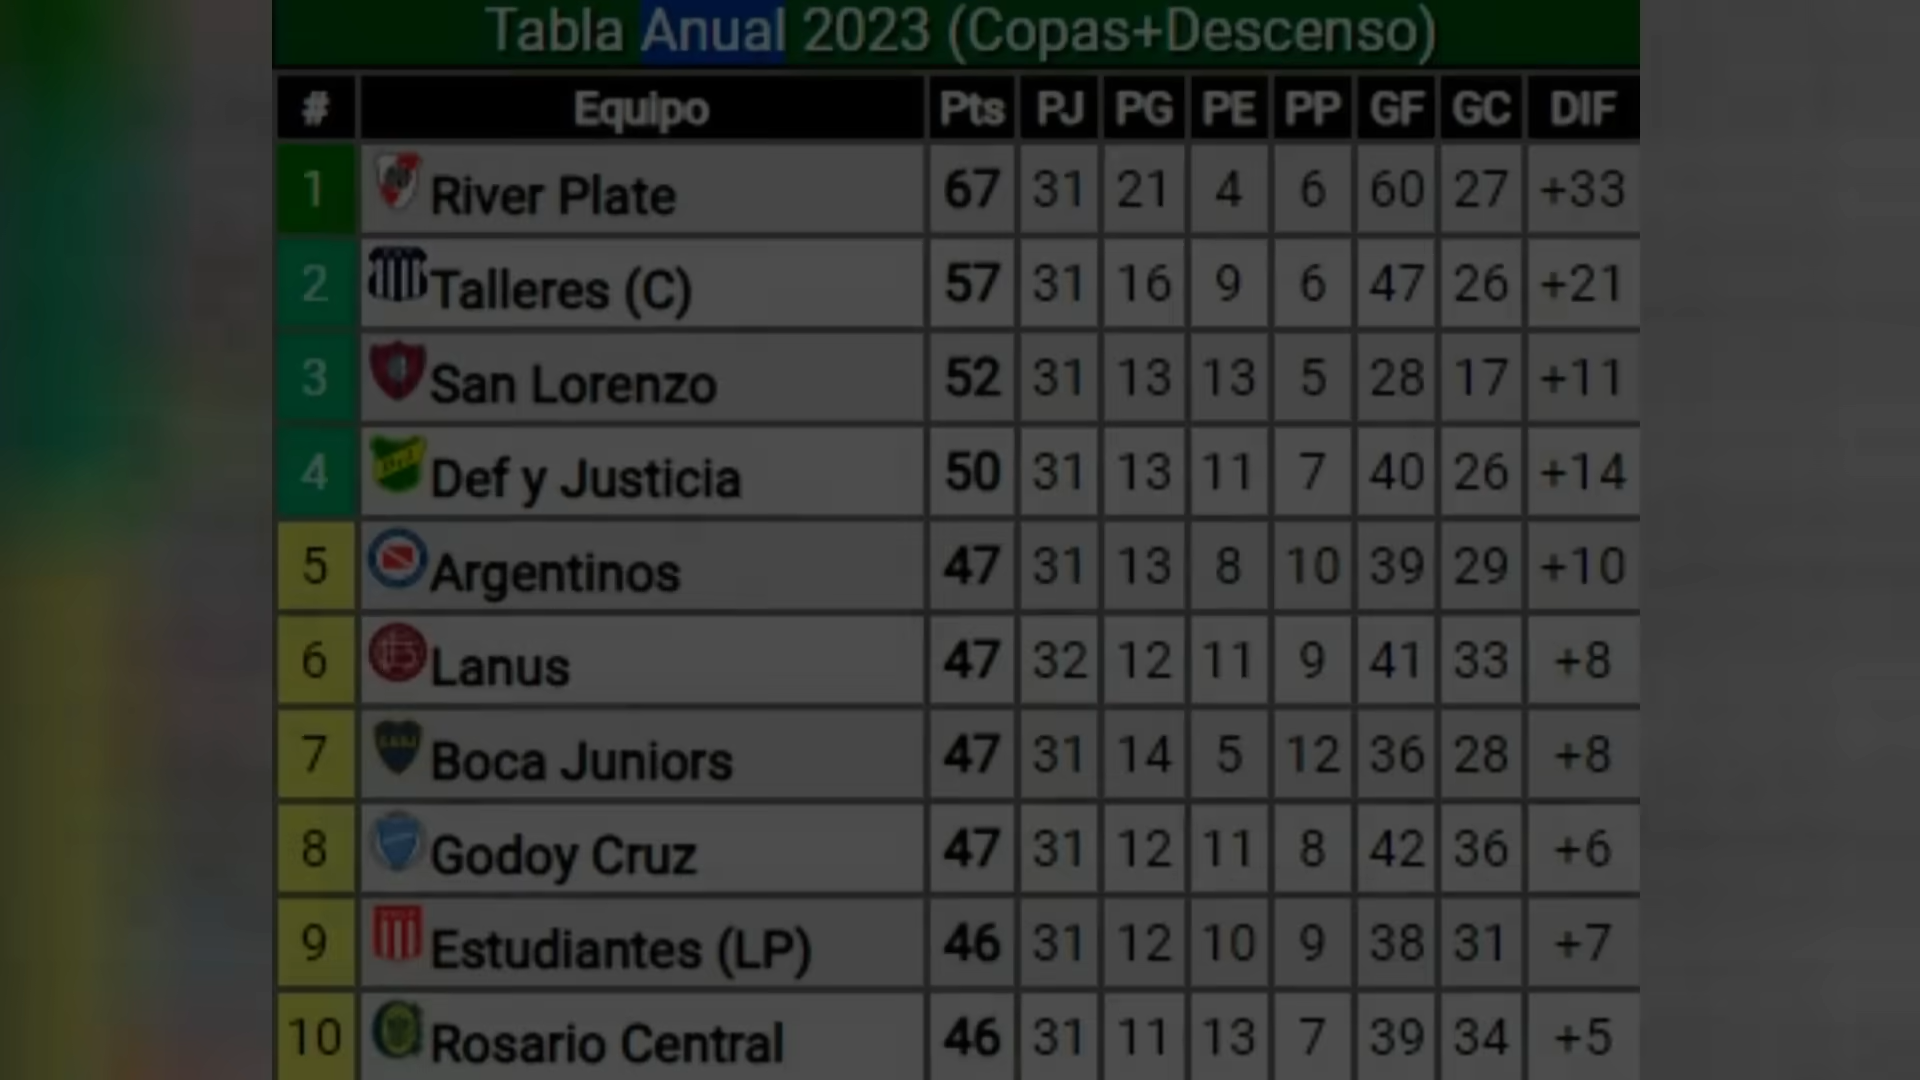 Tabla Anual 2023 (Copas+Descenso)
# Equipo Pts PJ PG PE PP GF GC DIF
1 River Plate 67 31 21 4 6 60 27 +33
2 Talleres (C) 57 31 16 9 6 47 26 +21
3 San Lorenzo 52 31 13 13 5 28 17 +11
4 Def y Justicia 50 31 13 11 7 40 26 +14
5 Argentinos 47 31 13 8 10 39 29 +10
6 Lanus 47 32 12 11 9 41 33 +8
7 Boca Juniors 47 31 14 5 12 36 28 +8
8 Godoy Cruz 47 31 12 11 8 42 36 +6
9 Estudiantes (LP) 46 31 12 10 9 38 31 +7
10 Rosario Central 46 31 11 13 7 39 34 +5